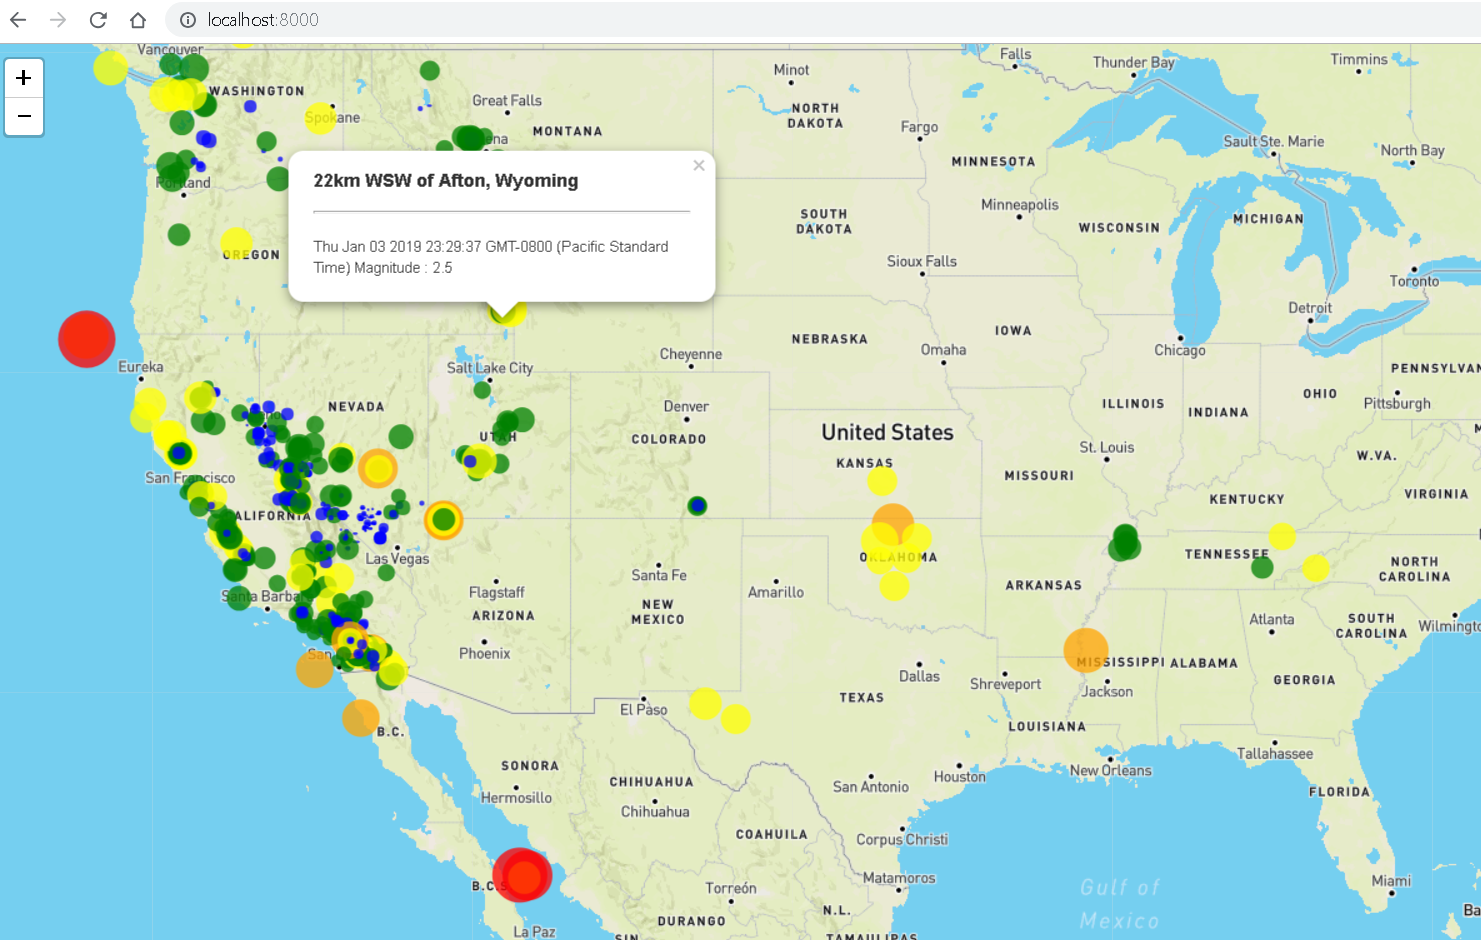 localhost:8000
+
−
Vancouver
WASHINGTON
Spokane
Great Falls
ena
MONTANA
Minot
NORTH
DAKOTA
Fargo
Falls
Thunder Bay
Timmins
Sault Ste. Marie
North Bay
MINNESOTA
Portland
OREGON
×
22km WSW of Afton, Wyoming
Thu Jan 03 2019 23:29:37 GMT-0800 (Pacific Standard
Time) Magnitude : 2.5
SOUTH
DAKOTA
Minneapolis
WISCONSIN
MICHIGAN
Sioux Falls
Toronto
Detroit
Eureka
Salt Lake City
Cheyenne
NEBRASKA
IOWA
Omaha
Chicago
PENNSYLVAN
Pittsburgh
OHIO
NEVADA
UTAH
Denver
COLORADO
United States
KANSAS
ILLINOIS
INDIANA
St. Louis
MISSOURI
W.VA.
VIRGINIA
KENTUCKY
San Francisco
ALIFORNIA
Las Vegas
Santa Fe
Amarillo
OKLAHOMA
TENNESSEE
NORTH
CAROLINA
ARKANSAS
Santa Barbara
Flagstaff
ARIZONA
NEW
MEXICO
Atlanta
SOUTH
CAROLINA
Wilmingto
San
Phoenix
Dallas
Shreveport
MISSISSIPPI
ALABAMA
Jackson
GEORGIA
TEXAS
El Paso
B.C.
LOUISIANA
Tallahassee
SONORA
Hermosillo
CHIHUAHUA
Chihuahua
San Antonio
Houston
New Orleans
FLORIDA
COAHUILA
Corpus Christi
B.C.S
Torreón
Matamoros
Gulf of
Mexico
Miami
Ba
DURANGO
N.L.
La Paz
SIN
TAMAULIPAS